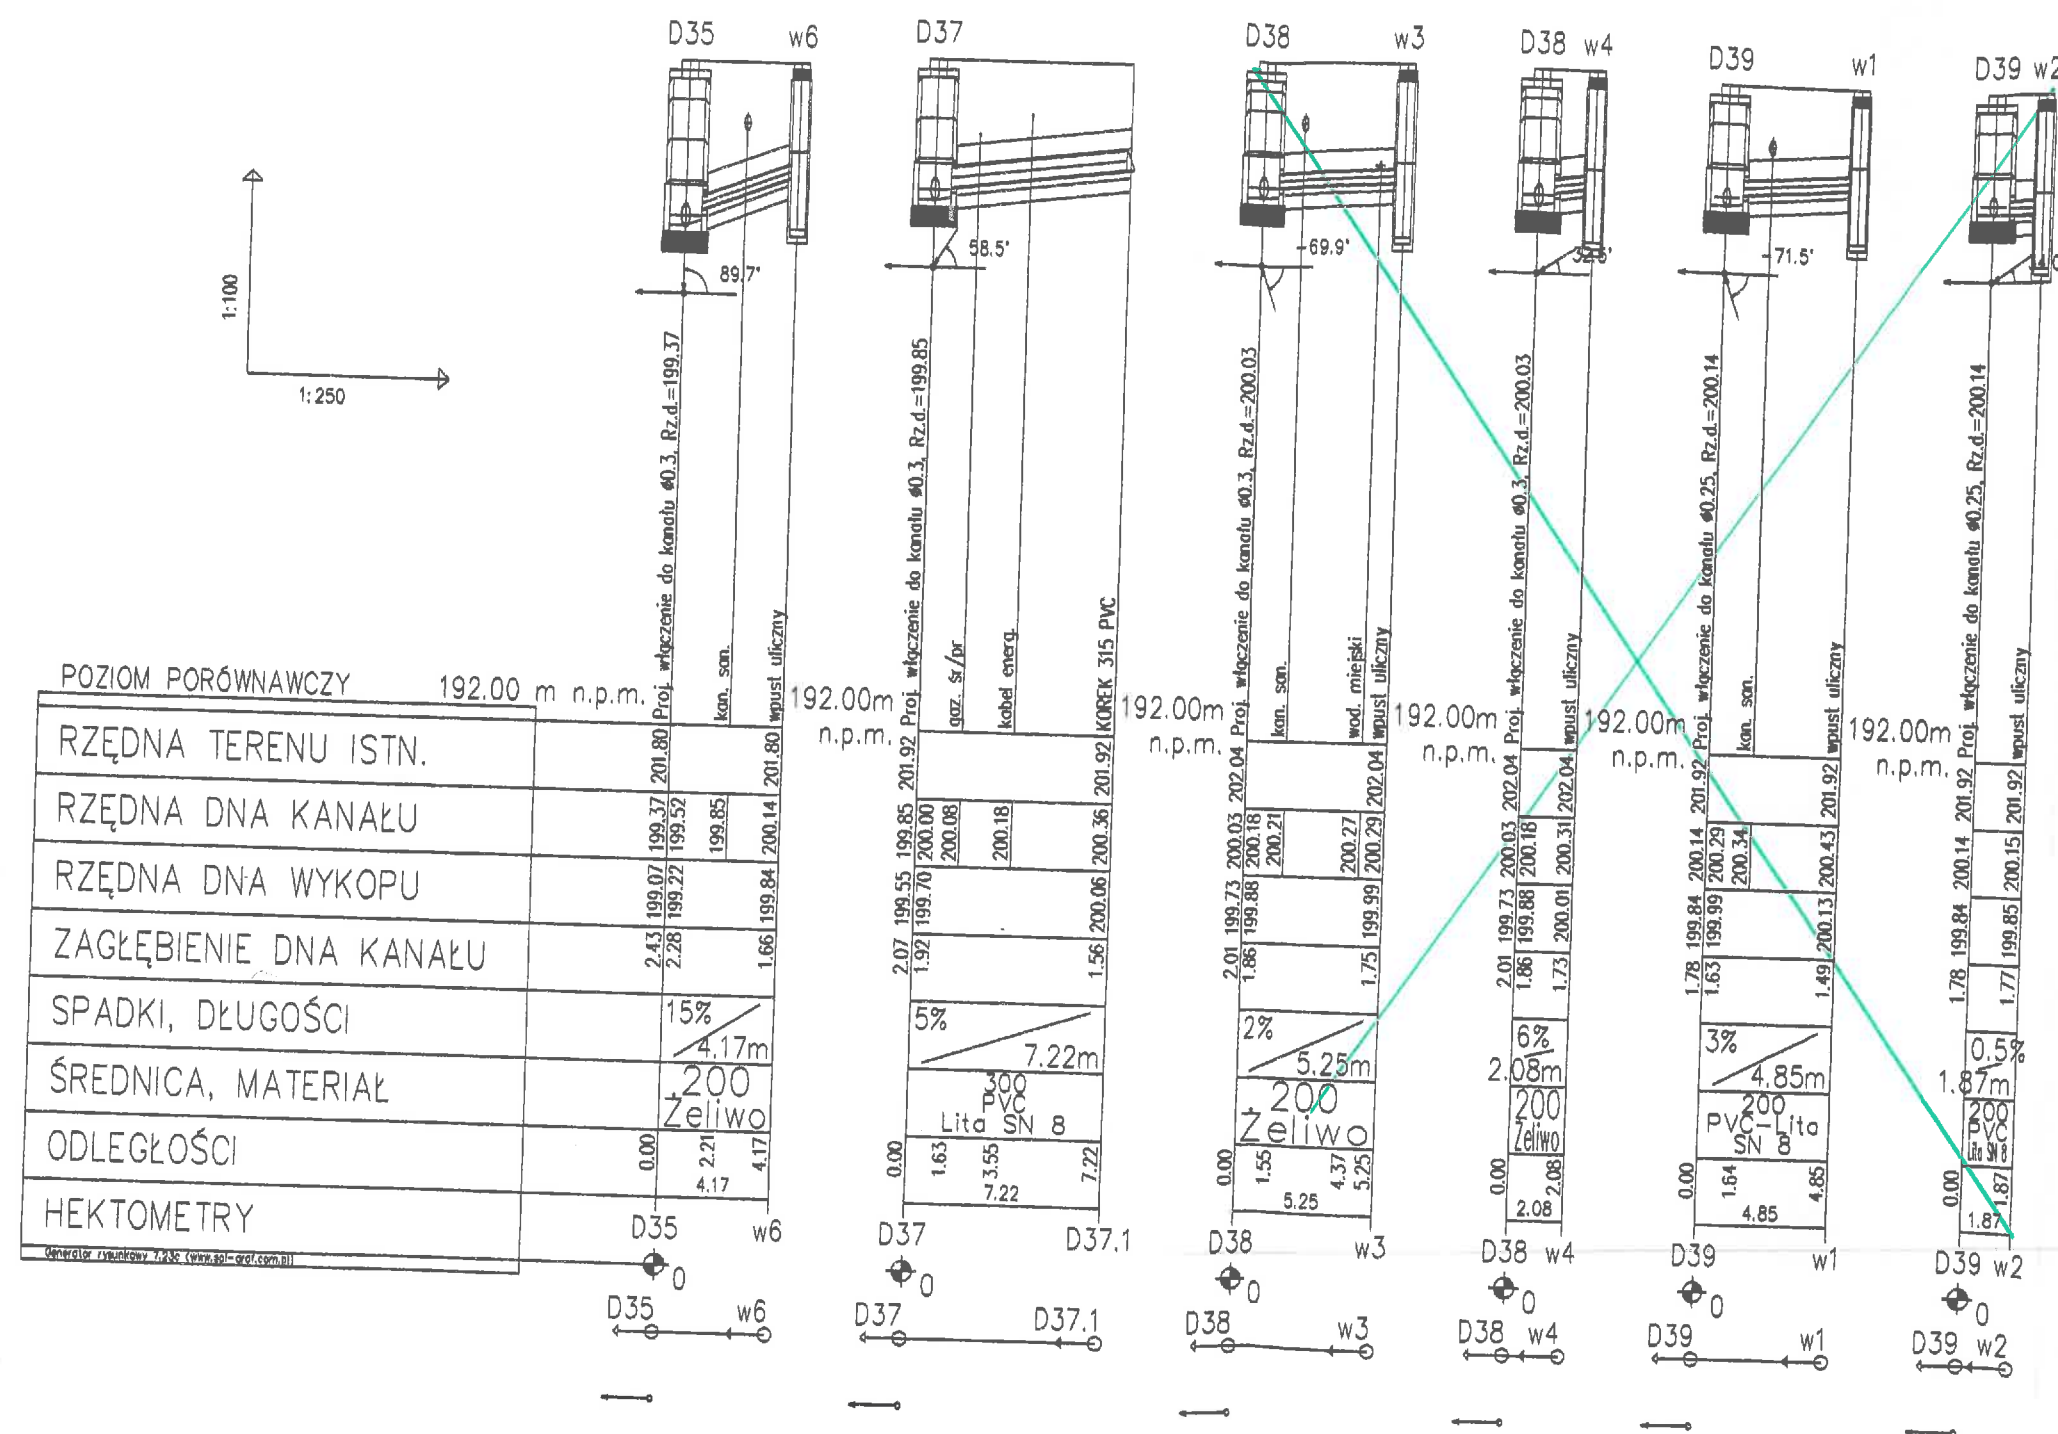 D35 w6
D37
D38 w3
D38 w4
D39 w1
D39 w2
1:100
1:250
89.7°
58.5°
69.9°
71.5°
Proj. włączenie do kanału ø0.3, Rz.d.=199.37
kan. san.
wpust uliczny
Proj. włączenie do kanału ø0.3, Rz.d.=199.85
gaz. śr/pr
kabel energ.
KOREK 315 PVC
Proj. włączenie do kanału ø0.3, Rz.d.=200.03
kan. san.
wod. miejski
wpust uliczny
Proj. włączenie do kanału ø0.3, Rz.d.=200.03
wpust uliczny
Proj. włączenie do kanału ø0.25, Rz.d.=200.14
kan. san.
wpust uliczny
Proj. włączenie do kanału ø0.25, Rz.d.=200.14
wpust uliczny
POZIOM PORÓWNAWCZY 192.00 m n.p.m.
192.00m
n.p.m.
192.00m
n.p.m.
192.00m
n.p.m.
192.00m
n.p.m.
192.00m
n.p.m.
RZĘDNA TERENU ISTN.
201.80 201.80
201.92 201.92
202.04 202.04
202.04 202.04
201.92 201.92
201.92 201.92
RZĘDNA DNA KANAŁU
199.37 199.52 199.85 200.14
199.85 200.00 200.08 200.18 200.36
200.03 200.18 200.21 200.27 200.29
200.03 200.18 200.31
200.14 200.29 200.34 200.43
200.14 200.15
RZĘDNA DNA WYKOPU
199.07 199.22 199.84
199.55 199.70 200.06
199.73 199.88 199.99
199.73 199.88 200.01
199.84 199.99 200.13
199.84 199.85
ZAGŁĘBIENIE DNA KANAŁU
2.43 2.28 1.66
2.07 1.92 1.56
2.01 1.86 1.75
2.01 1.86 1.73
1.78 1.63 1.49
1.78 1.77
SPADKI, DŁUGOŚCI
15% 4.17m
5% 7.22m
2% 5.25m
6% 2.08m
3% 4.85m
0.5% 1.87m
ŚREDNICA, MATERIAŁ
200
Żeliwo
300
PVC
Lita SN 8
200
Żeliwo
200
Żeliwo
200
PVC-Lita
SN 8
200
PVC
Lita SN 8
ODLEGŁOŚCI
0.00 2.21 4.17
4.17
0.00 1.63 3.55 7.22
7.22
0.00 1.55 4.37 5.25
5.25
0.00 2.08
2.08
0.00 1.64 4.85
4.85
0.00 1.87
1.87
HEKTOMETRY
D35 w6
D37 D37.1
D38 w3
D38 w4
D39 w1
D39 w2
Generator rysunkowy 7.23c (www.sal-graf.com.pl)
0
0
0
0
0
0
D35 w6
D37 D37.1
D38 w3
D38 w4
D39 w1
D39 w2